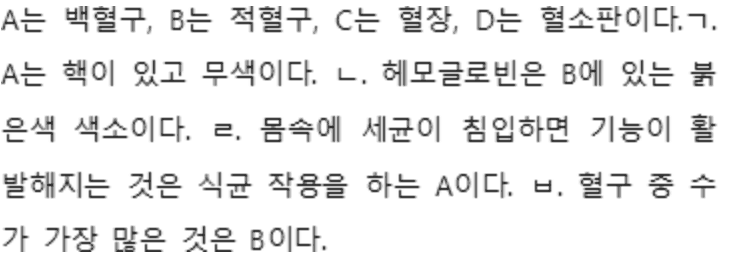 A는 백혈구, B는 적혈구, C는 혈장, D는 혈소판이다.ㄱ.
A는 핵이 있고 무색이다. ㄴ. 헤모글로빈은 B에 있는 붉
은색 색소이다. ㄹ. 몸속에 세균이 침입하면 기능이 활
발해지는 것은 식균 작용을 하는 A이다. ㅂ. 혈구 중 수
가 가장 많은 것은 B이다.